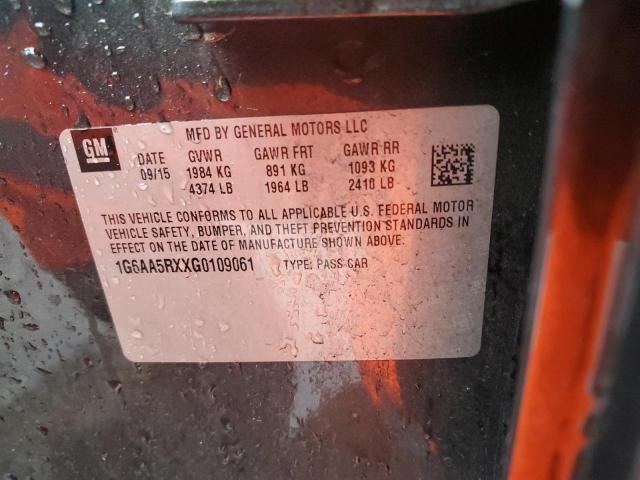 GM
MFD BY GENERAL MOTORS LLC
DATE GVWR GAWR FRT GAWR RR
09/15 1984 KG 891 KG 1093 KG
4374 LB 1964 LB 2410 LB
THIS VEHICLE CONFORMS TO ALL APPLICABLE U.S. FEDERAL MOTOR
VEHICLE SAFETY, BUMPER, AND THEFT PREVENTION STANDARDS IN
EFFECT ON THE DATE OF MANUFACTURE SHOWN ABOVE.
1G6AA5RXXG0109061 TYPE: PASS CAR